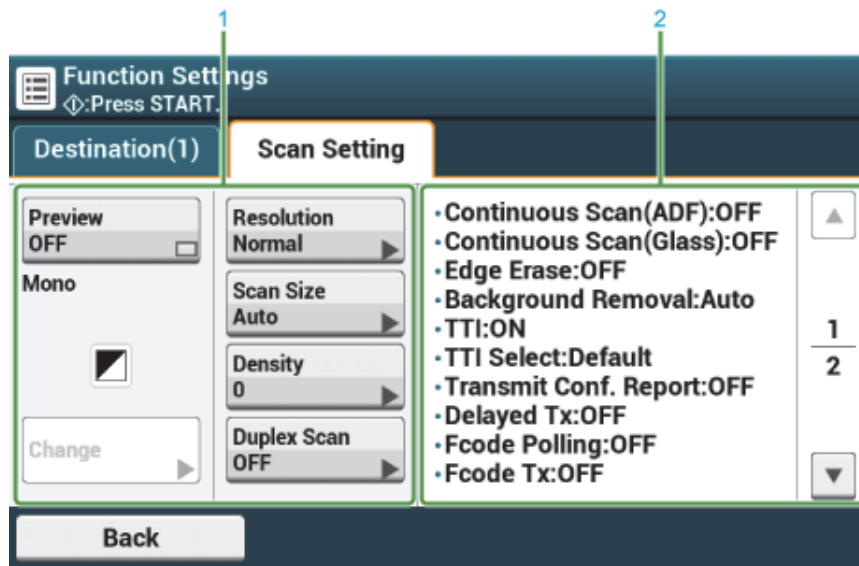 1
2
Function Settings
:Press START.
Destination(1)
Scan Setting
Preview
OFF
Mono
Change
Resolution
Normal
Scan Size
Auto
Density
0
Duplex Scan
OFF
•Continuous Scan(ADF):OFF
•Continuous Scan(Glass):OFF
•Edge Erase:OFF
•Background Removal:Auto
•TTI:ON
•TTI Select:Default
•Transmit Conf. Report:OFF
•Delayed Tx:OFF
•Fcode Polling:OFF
•Fcode Tx:OFF
1
2
Back